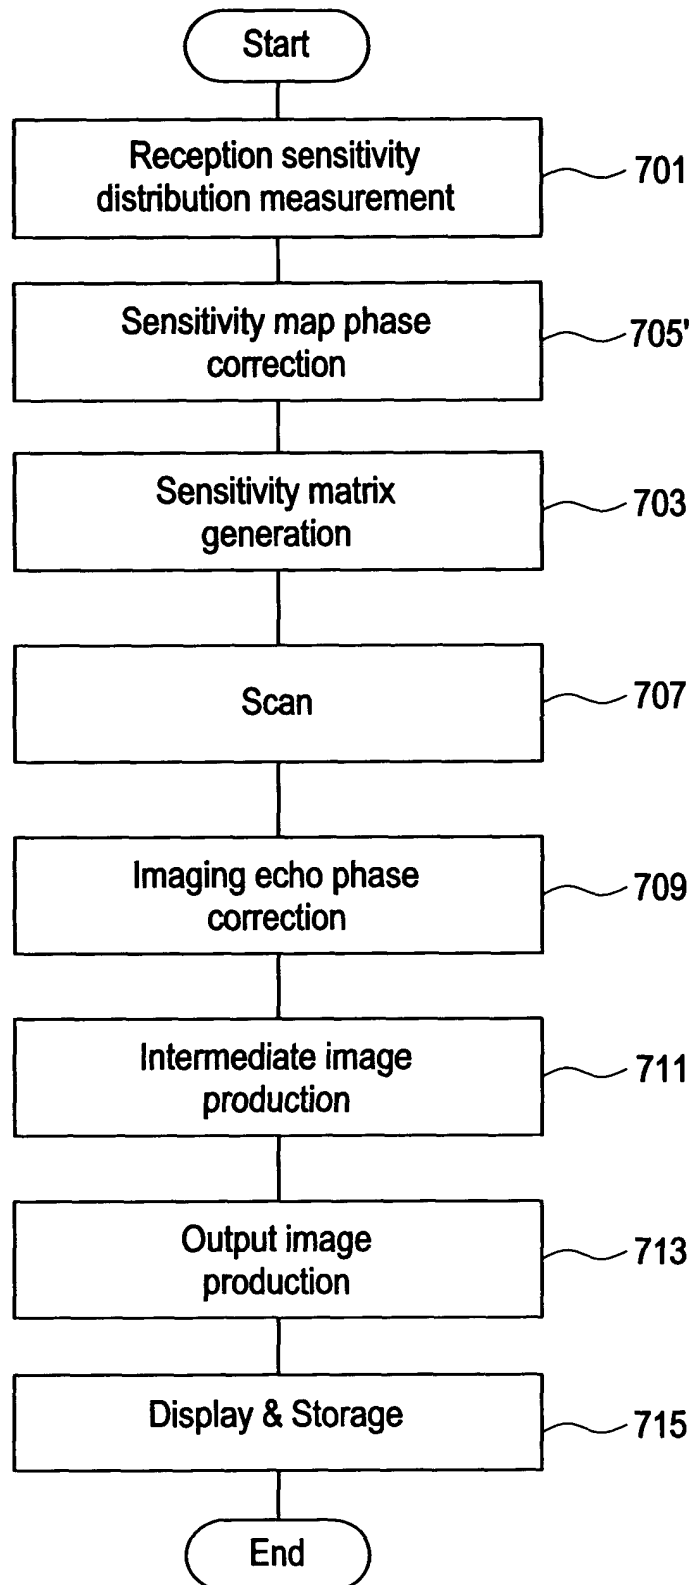 Start
Reception sensitivity
distribution measurement
701
Sensitivity map phase
correction
705'
Sensitivity matrix
generation
703
Scan
707
Imaging echo phase
correction
709
Intermediate image
production
711
Output image
production
713
Display & Storage
715
End